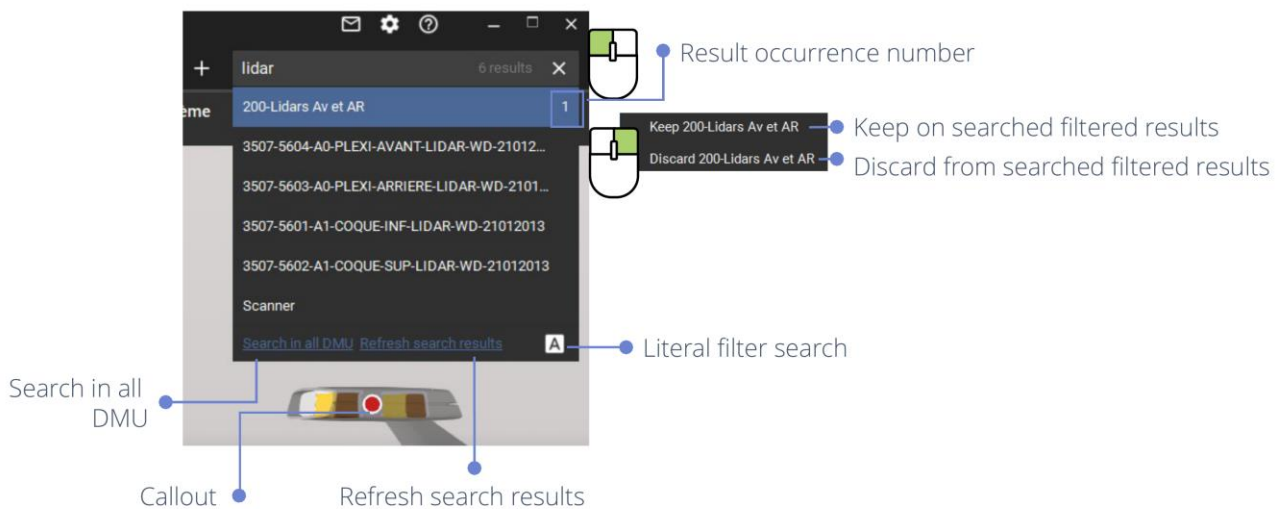 lidar
6 results
ème
200-Lidars Av et AR
1
3507-5604-A0-PLEXI-AVANT-LIDAR-WD-21012...
3507-5603-A0-PLEXI-ARRIERE-LIDAR-WD-2101...
3507-5601-A1-COQUE-INF-LIDAR-WD-21012013
3507-5602-A1-COQUE-SUP-LIDAR-WD-21012013
Scanner
Search in all DMU Refresh search results
A
Result occurrence number
Keep 200-Lidars Av et AR
Keep on searched filtered results
Discard 200-Lidars Av et AR
Discard from searched filtered results
Literal filter search
Search in all
DMU
Callout
Refresh search results